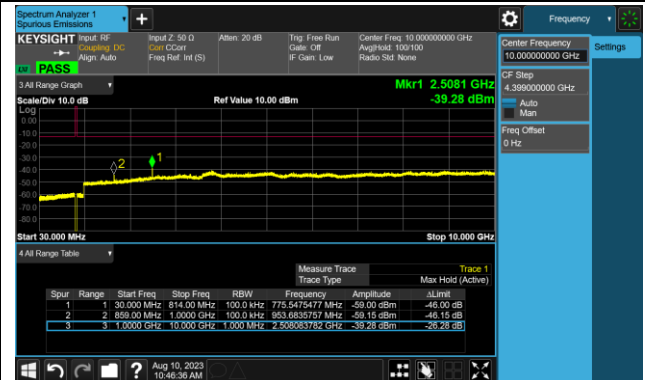 Spectrum Analyzer 1
Spurious Emissions
Frequency
KEYSIGHT
Input: RF
Coupling: DC
Align: Auto
Input Z: 50 Ω
Corr CCorr
Freq Ref: Int (S)
Atten: 20 dB
Trig: Free Run
Gate: Off
IF Gain: Low
Center Freq: 10.000000000 GHz
Avg|Hold: 100/100
Radio Std: None
PASS
Center Frequency
10.000000000 GHz
Settings
CF Step
4.399000000 GHz
Auto
Man
Freq Offset
0 Hz
3 All Range Graph
Mkr1 2.5081 GHz
Scale/Div 10.0 dB
Ref Value 10.00 dBm
-39.28 dBm
Log
0.00
-10.0
-20.0
-30.0
-40.0
-50.0
-60.0
-70.0
-80.0
2
1
Start 30.000 MHz
Stop 10.000 GHz
4 All Range Table
Measure Trace Trace 1
Trace Type Max Hold (Active)
Spur Range Start Freq Stop Freq RBW Frequency Amplitude ΔLimit
1 1 30.000 MHz 814.00 MHz 100.0 kHz 775.5475477 MHz -59.00 dBm -46.00 dB
2 2 859.00 MHz 1.0000 GHz 100.0 kHz 953.6835757 MHz -59.15 dBm -46.15 dB
3 3 1.0000 GHz 10.000 GHz 1.000 MHz 2.508083782 GHz -39.28 dBm -26.28 dB
Aug 10, 2023
10:46:36 AM